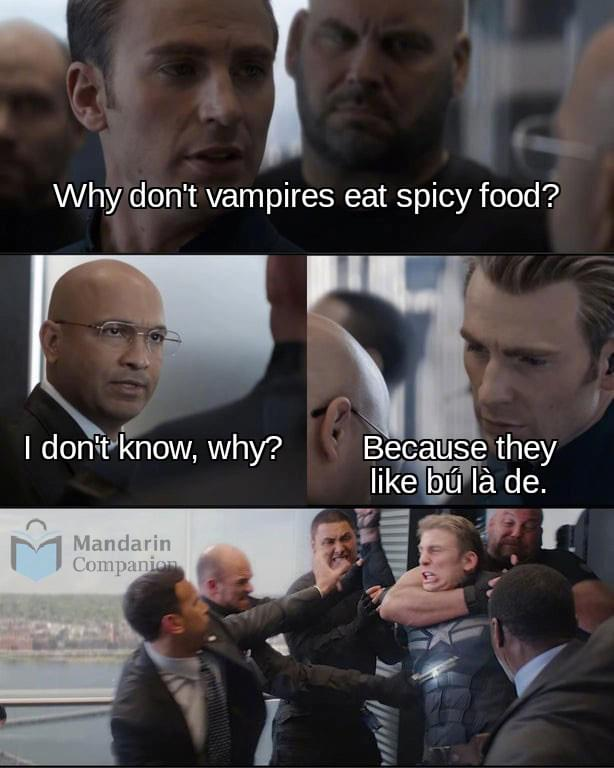 Why don't vampires eat spicy food?
I don't know, why?
Because they
like bú là de.
Mandarin
Companion